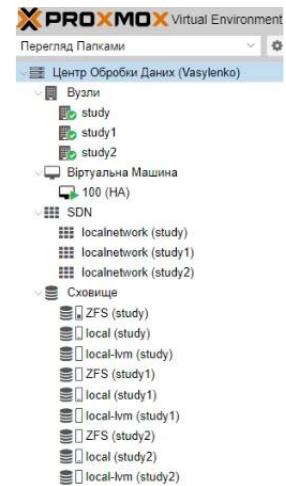 PROXMOX Virtual Environment
Перегляд Папками
Центр Обробки Даних (Vasylenko)
Вузли
study
study1
study2
Віртуальна Машина
100 (HA)
SDN
localnetwork (study)
localnetwork (study1)
localnetwork (study2)
Сховище
ZFS (study)
local (study)
local-lvm (study)
ZFS (study1)
local (study1)
local-lvm (study1)
ZFS (study2)
local (study2)
local-lvm (study2)